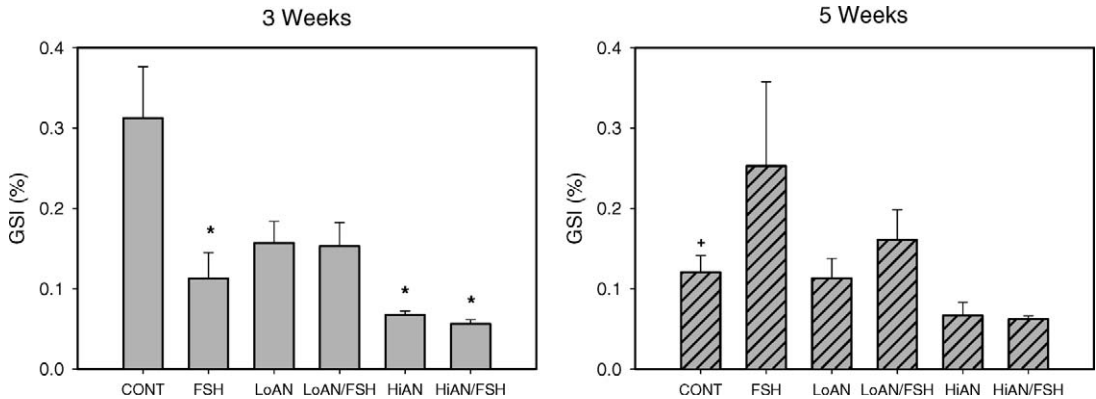 3 Weeks
0.4
0.3
0.2
0.1
0.0
GSI (%)
*
*
*
CONT FSH LoAN LoAN/FSH HiAN HiAN/FSH
5 Weeks
0.4
0.3
0.2
0.1
0.0
GSI (%)
+
CONT FSH LoAN LoAN/FSH HiAN HiAN/FSH